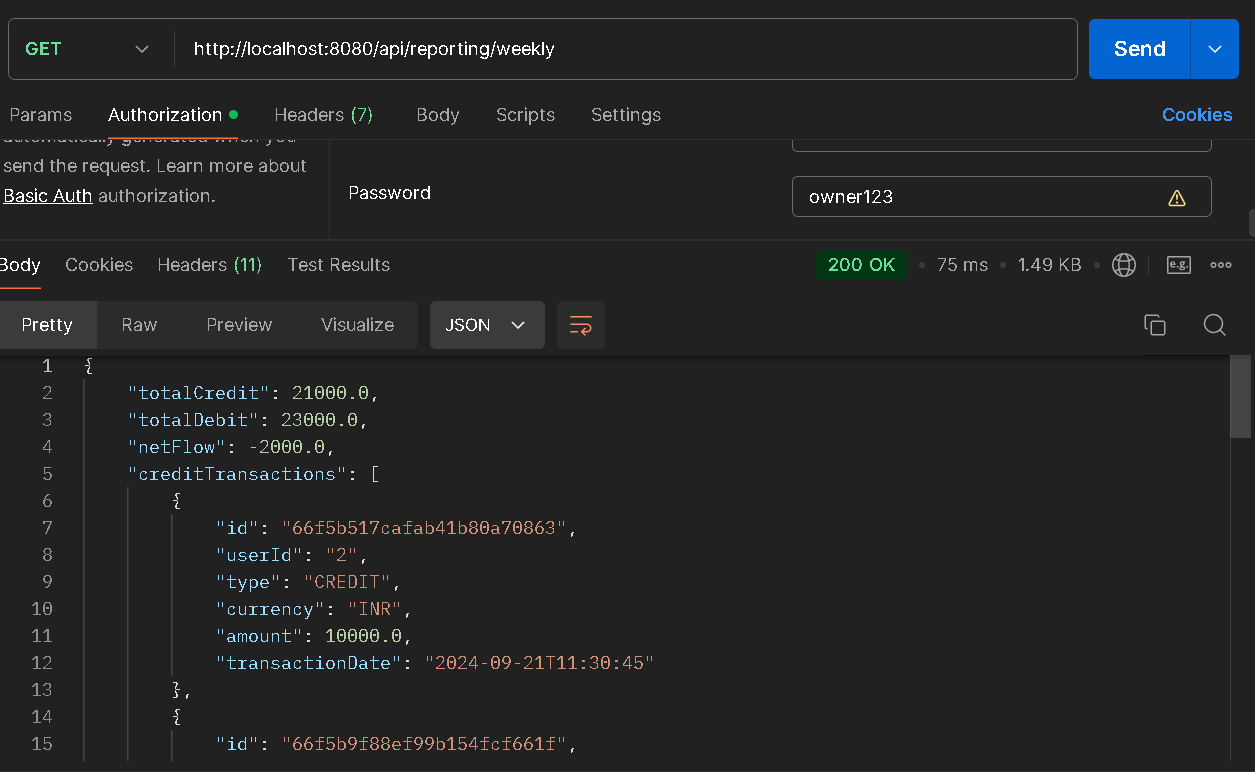 GET http://localhost:8080/api/reporting/weekly Send
Params Authorization Headers (7) Body Scripts Settings Cookies
automatically generated when you
send the request. Learn more about
Basic Auth authorization.
Password owner123
Body Cookies Headers (11) Test Results 200 OK • 75 ms • 1.49 KB • e.g.
Pretty Raw Preview Visualize JSON
1 {
2 "totalCredit": 21000.0,
3 "totalDebit": 23000.0,
4 "netFlow": -2000.0,
5 "creditTransactions": [
6 {
7 "id": "66f5b517cafab41b80a70863",
8 "userId": "2",
9 "type": "CREDIT",
10 "currency": "INR",
11 "amount": 10000.0,
12 "transactionDate": "2024-09-21T11:30:45"
13 },
14 {
15 "id": "66f5b9f88ef99b154fcf661f",